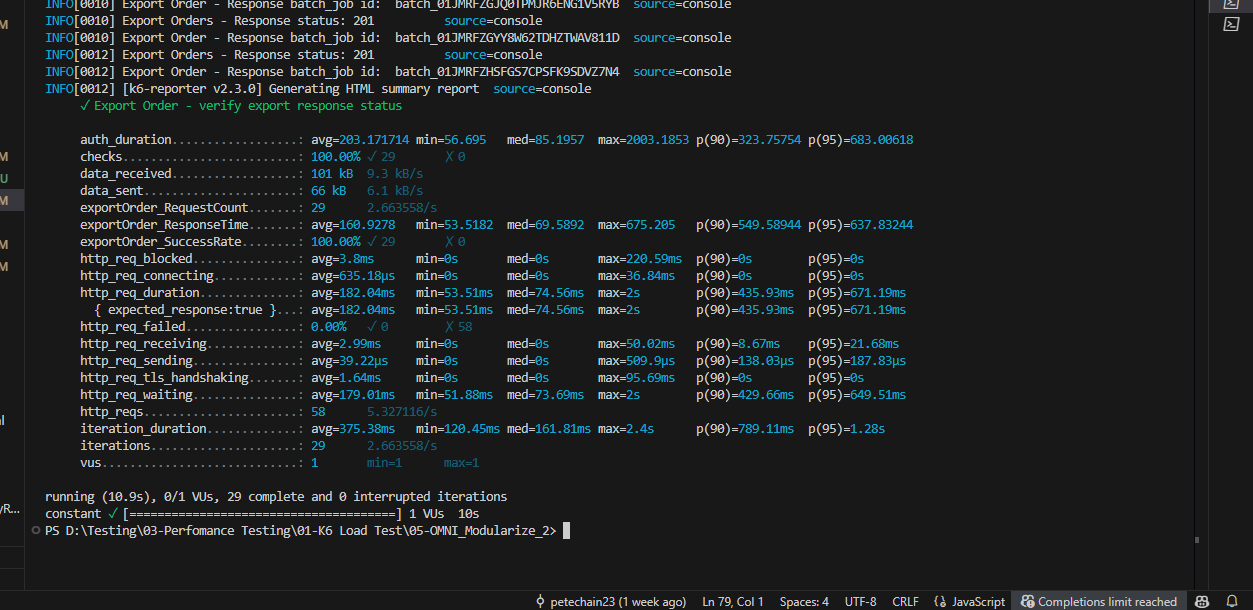 INFO[0010] Export Order - Response batch_job id:  batch_01JMRFZGJQ0TPMJR6ENG1V5RYB  source=console
INFO[0010] Export Orders - Response status: 201          source=console
INFO[0010] Export Order - Response batch_job id:  batch_01JMRFZGYY8W62TDHZTWAV811D  source=console
INFO[0012] Export Orders - Response status: 201          source=console
INFO[0012] Export Order - Response batch_job id:  batch_01JMRFZHSFGS7CPSFK9SDVZ7N4  source=console
INFO[0012] [k6-reporter v2.3.0] Generating HTML summary report  source=console
✓ Export Order - verify export response status
auth_duration..................: avg=203.171714 min=56.695  med=85.1957  max=2003.1853 p(90)=323.75754 p(95)=683.00618
checks.........................: 100.00% ✓ 29 ✗ 0
data_received..................: 101 kB  9.3 kB/s
data_sent......................: 66 kB   6.1 kB/s
exportOrder_RequestCount.......: 29      2.663558/s
exportOrder_ResponseTime.......: avg=160.9278   min=53.5182 med=69.5892  max=675.205   p(90)=549.58944 p(95)=637.83244
exportOrder_SuccessRate........: 100.00% ✓ 29 ✗ 0
http_req_blocked...............: avg=3.8ms      min=0s      med=0s       max=220.59ms  p(90)=0s        p(95)=0s
http_req_connecting............: avg=635.18µs   min=0s      med=0s       max=36.84ms   p(90)=0s        p(95)=0s
http_req_duration..............: avg=182.04ms   min=53.51ms med=74.56ms  max=2s        p(90)=435.93ms  p(95)=671.19ms
{ expected_response:true }...: avg=182.04ms   min=53.51ms med=74.56ms  max=2s        p(90)=435.93ms  p(95)=671.19ms
http_req_failed................: 0.00%   ✓ 0 ✗ 58
http_req_receiving.............: avg=2.99ms     min=0s      med=0s       max=50.02ms   p(90)=8.67ms    p(95)=21.68ms
http_req_sending...............: avg=39.22µs    min=0s      med=0s       max=509.9µs   p(90)=138.03µs  p(95)=187.83µs
http_req_tls_handshaking.......: avg=1.64ms     min=0s      med=0s       max=95.69ms   p(90)=0s        p(95)=0s
http_req_waiting...............: avg=179.01ms   min=51.88ms med=73.69ms  max=2s        p(90)=429.66ms  p(95)=649.51ms
http_reqs......................: 58      5.327116/s
iteration_duration.............: avg=375.38ms   min=120.45ms med=161.81ms max=2.4s      p(90)=789.11ms  p(95)=1.28s
iterations.....................: 29      2.663558/s
vus............................: 1       min=1      max=1
running (10.9s), 0/1 VUs, 29 complete and 0 interrupted iterations
constant ✓ [======================================] 1 VUs  10s
PS D:\Testing\03-Perfomance Testing\01-K6 Load Test\05-OMNI_Modularize_2>
M
M
U
M
M
M
l
yR...
petechain23 (1 week ago) Ln 79, Col 1 Spaces: 4 UTF-8 CRLF {} JavaScript Completions limit reached